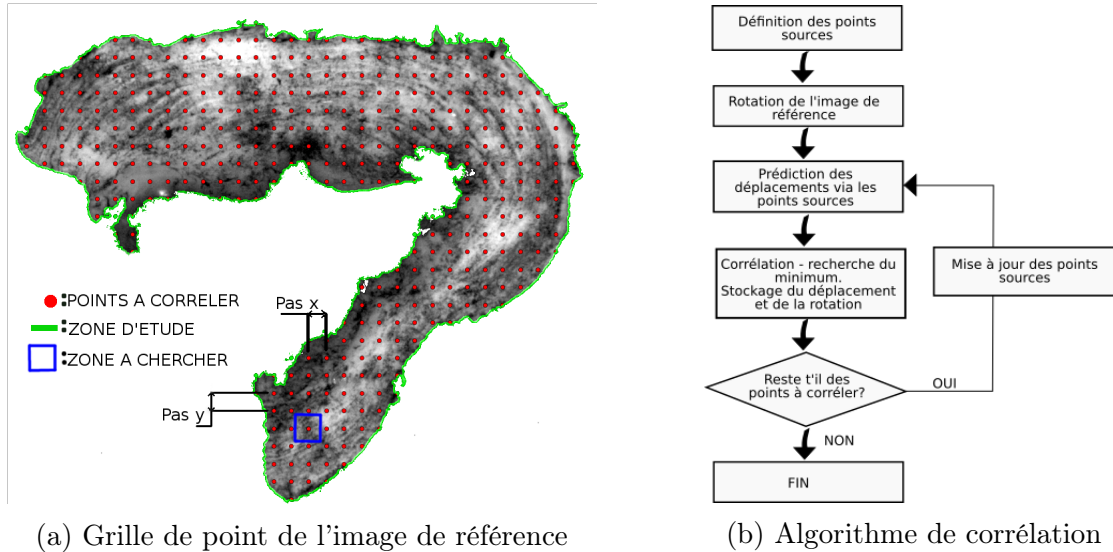 :POINTS A CORRELER
:ZONE D'ETUDE
:ZONE A CHERCHER
Pas x
Pas y
(a) Grille de point de l'image de référence
Définition des points
sources
Rotation de l'image de
référence
Prédiction des
déplacements via les
points sources
Corrélation - recherche du
minimum.
Stockage du déplacement
et de la rotation
Mise à jour des points
sources
Reste t'il des
points à corréler?
OUI
NON
FIN
(b) Algorithme de corrélation